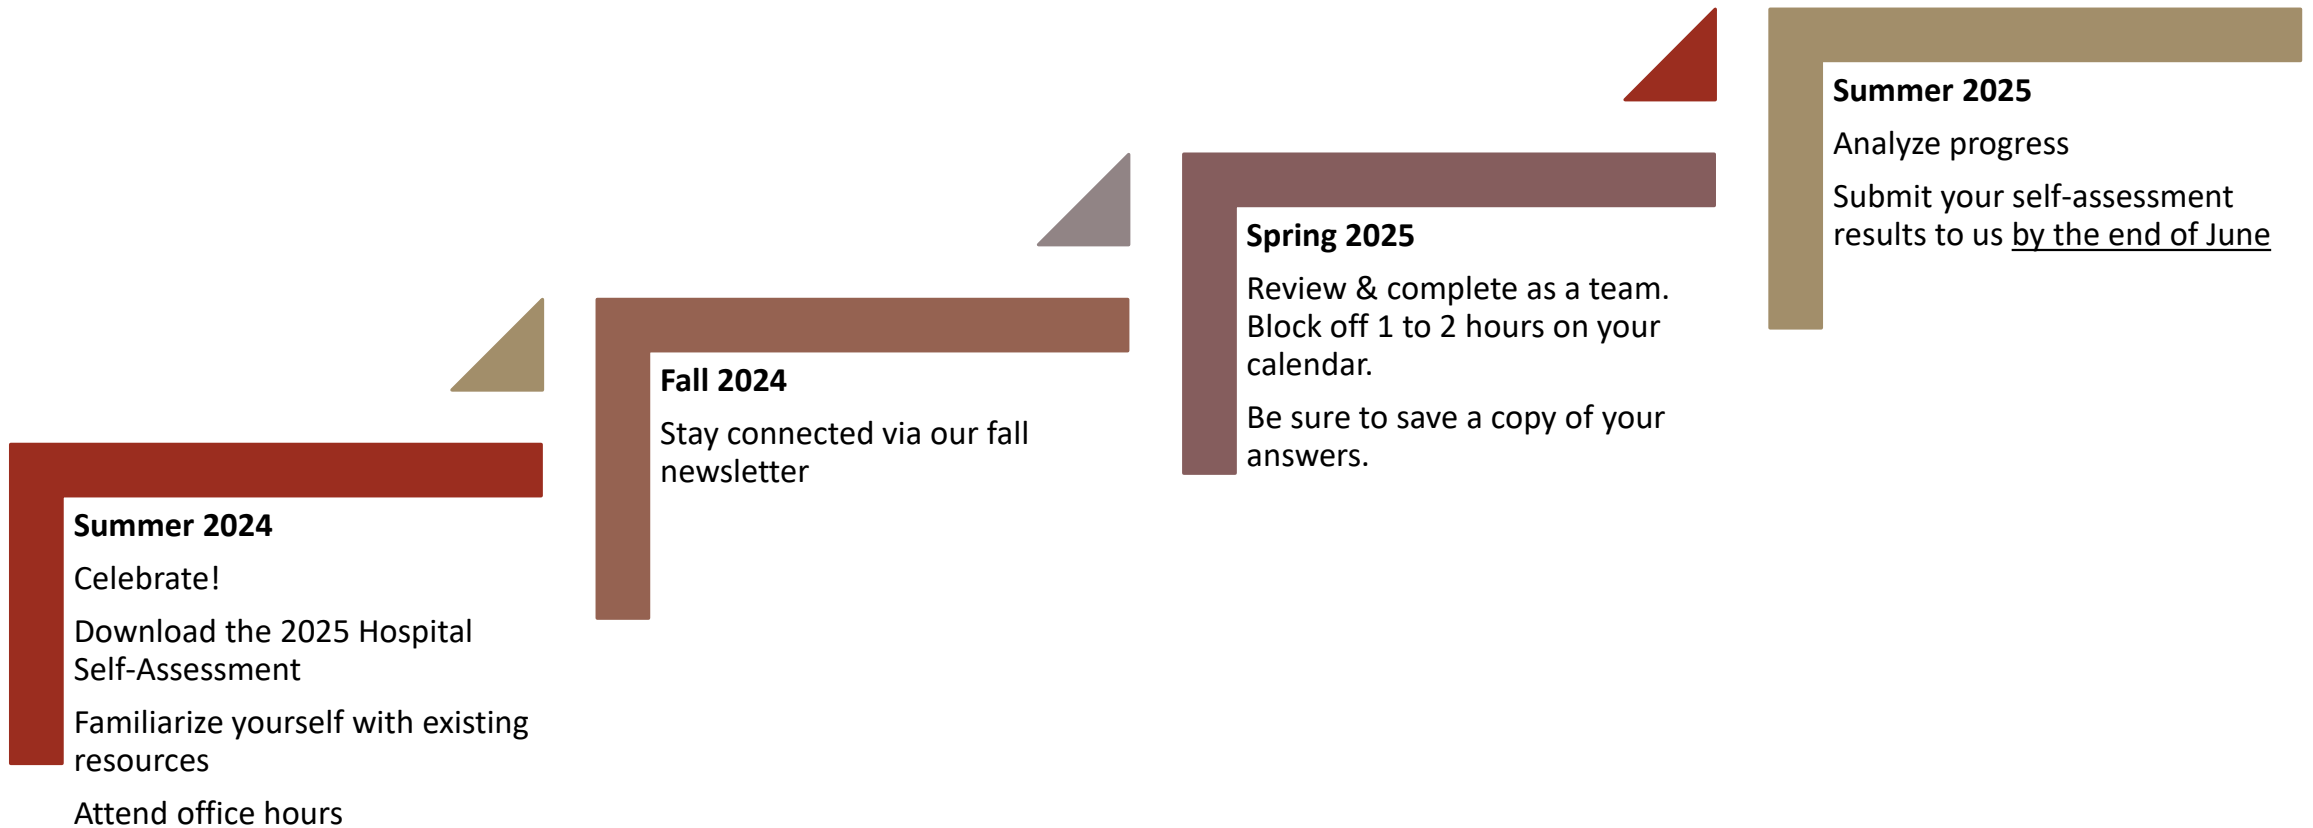 Summer 2024
Celebrate!
Download the 2025 Hospital
Self-Assessment
Familiarize yourself with existing
resources
Attend office hours
Fall 2024
Stay connected via our fall
newsletter
Spring 2025
Review & complete as a team.
Block off 1 to 2 hours on your
calendar.
Be sure to save a copy of your
answers.
Summer 2025
Analyze progress
Submit your self-assessment
results to us by the end of June